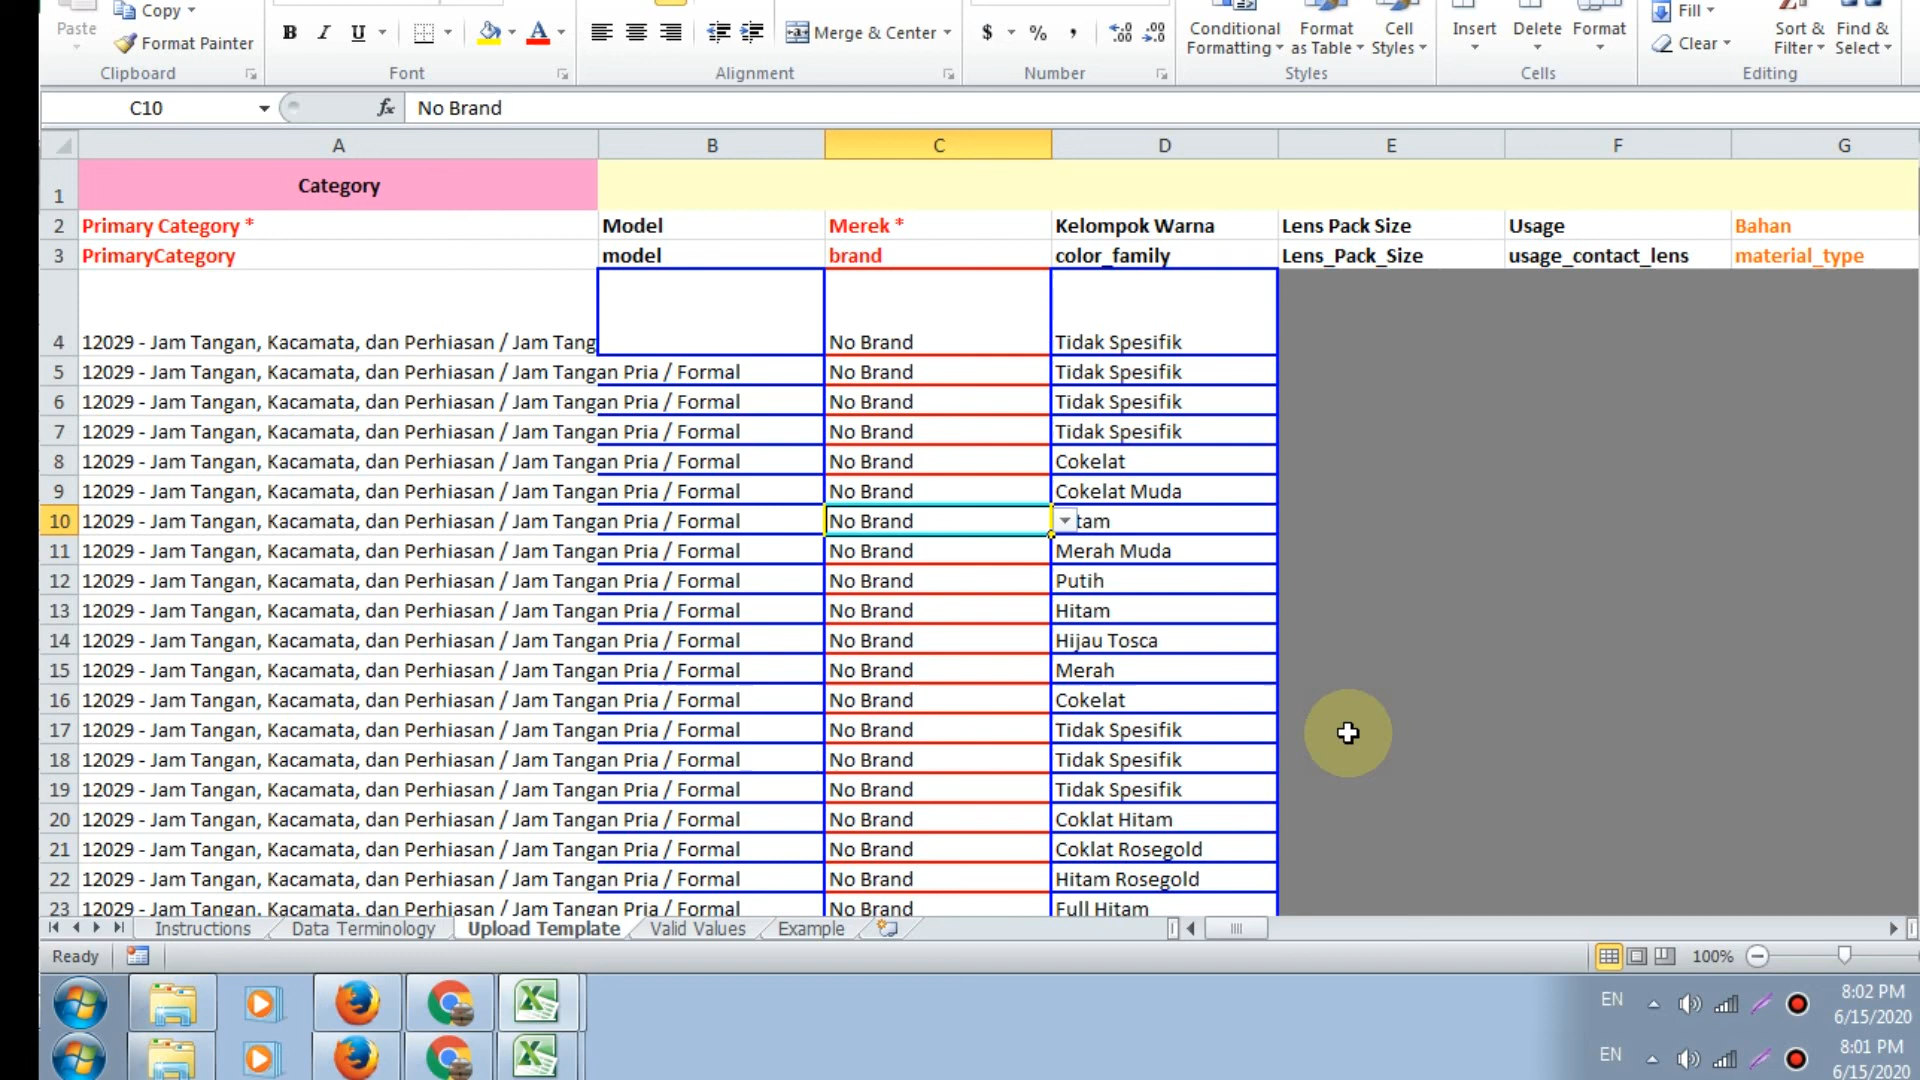 Paste Copy Conditional Format Cell Insert Delete Format Fill Sort & Find &
Format Painter B I U Merge & Center $ % , Formatting as Table Styles Clear Filter Select
Clipboard Font Alignment Number Styles Cells Editing
C10 fx No Brand
A B C D E F G
1 Category
2 Primary Category * Model Merek * Kelompok Warna Lens Pack Size Usage Bahan
3 PrimaryCategory model brand color_family Lens_Pack_Size usage_contact_lens material_type
4 12029 - Jam Tangan, Kacamata, dan Perhiasan / Jam Tang No Brand Tidak Spesifik
5 12029 - Jam Tangan, Kacamata, dan Perhiasan / Jam Tangan Pria / Formal No Brand Tidak Spesifik
6 12029 - Jam Tangan, Kacamata, dan Perhiasan / Jam Tangan Pria / Formal No Brand Tidak Spesifik
7 12029 - Jam Tangan, Kacamata, dan Perhiasan / Jam Tangan Pria / Formal No Brand Tidak Spesifik
8 12029 - Jam Tangan, Kacamata, dan Perhiasan / Jam Tangan Pria / Formal No Brand Cokelat
9 12029 - Jam Tangan, Kacamata, dan Perhiasan / Jam Tangan Pria / Formal No Brand Cokelat Muda
10 12029 - Jam Tangan, Kacamata, dan Perhiasan / Jam Tangan Pria / Formal No Brand tam
11 12029 - Jam Tangan, Kacamata, dan Perhiasan / Jam Tangan Pria / Formal No Brand Merah Muda
12 12029 - Jam Tangan, Kacamata, dan Perhiasan / Jam Tangan Pria / Formal No Brand Putih
13 12029 - Jam Tangan, Kacamata, dan Perhiasan / Jam Tangan Pria / Formal No Brand Hitam
14 12029 - Jam Tangan, Kacamata, dan Perhiasan / Jam Tangan Pria / Formal No Brand Hijau Tosca
15 12029 - Jam Tangan, Kacamata, dan Perhiasan / Jam Tangan Pria / Formal No Brand Merah
16 12029 - Jam Tangan, Kacamata, dan Perhiasan / Jam Tangan Pria / Formal No Brand Cokelat
17 12029 - Jam Tangan, Kacamata, dan Perhiasan / Jam Tangan Pria / Formal No Brand Tidak Spesifik
18 12029 - Jam Tangan, Kacamata, dan Perhiasan / Jam Tangan Pria / Formal No Brand Tidak Spesifik
19 12029 - Jam Tangan, Kacamata, dan Perhiasan / Jam Tangan Pria / Formal No Brand Tidak Spesifik
20 12029 - Jam Tangan, Kacamata, dan Perhiasan / Jam Tangan Pria / Formal No Brand Coklat Hitam
21 12029 - Jam Tangan, Kacamata, dan Perhiasan / Jam Tangan Pria / Formal No Brand Coklat Rosegold
22 12029 - Jam Tangan, Kacamata, dan Perhiasan / Jam Tangan Pria / Formal No Brand Hitam Rosegold
23 12029 - Jam Tangan, Kacamata, dan Perhiasan / Jam Tangan Pria / Formal No Brand Full Hitam
Instructions Data Terminology Upload Template Valid Values Example
Ready 100%
EN 8:02 PM
6/15/2020
EN 8:01 PM
6/15/2020